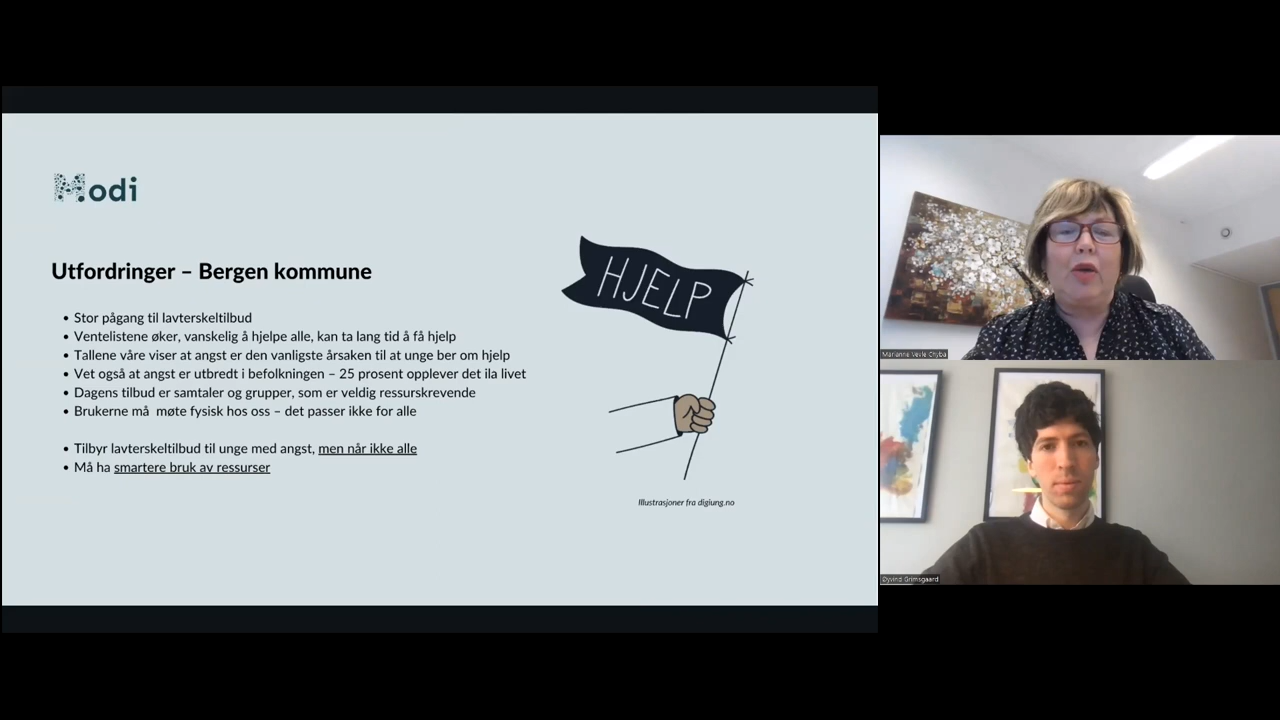 Modi
Utfordringer – Bergen kommune
• Stor pågang til lavterskeltilbud
• Ventelistene øker, vanskelig å hjelpe alle, kan ta lang tid å få hjelp
• Tallene våre viser at angst er den vanligste årsaken til at unge ber om hjelp
• Vet også at angst er utbredt i befolkningen – 25 prosent opplever det ila livet
• Dagens tilbud er samtaler og grupper, som er veldig ressurskrevende
• Brukerne må  møte fysisk hos oss – det passer ikke for alle
• Tilbyr lavterskeltilbud til unge med angst, men når ikke alle
• Må ha smartere bruk av ressurser
HJELP
Illustrasjoner fra digiung.no
Marianne Vevle Chyba
Øyvind Grimsgaard